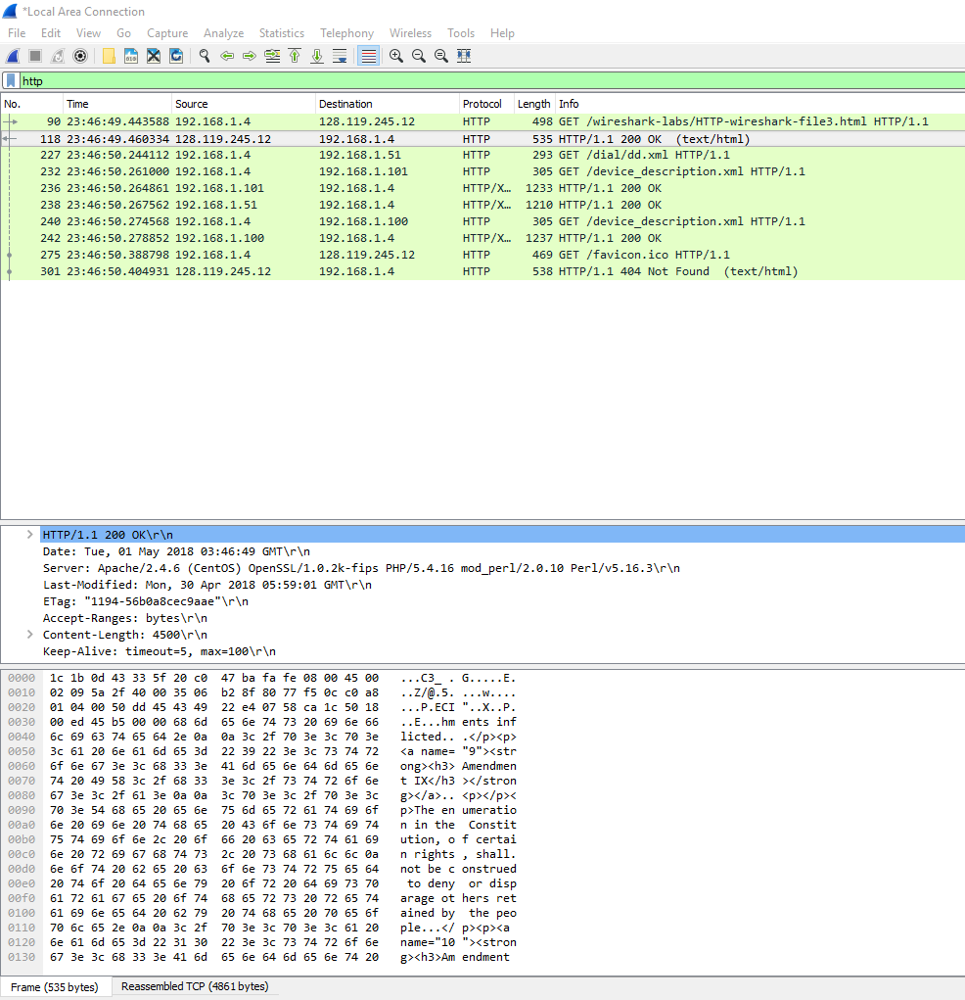 *Local Area Connection
File Edit View Go Capture Analyze Statistics Telephony Wireless Tools Help
http
No. Time Source Destination Protocol Length Info
90 23:46:49.443588 192.168.1.4 128.119.245.12 HTTP 498 GET /wireshark-labs/HTTP-wireshark-file3.html HTTP/1.1
118 23:46:49.460334 128.119.245.12 192.168.1.4 HTTP 535 HTTP/1.1 200 OK  (text/html)
227 23:46:50.244112 192.168.1.4 192.168.1.51 HTTP 293 GET /dial/dd.xml HTTP/1.1
232 23:46:50.261000 192.168.1.4 192.168.1.101 HTTP 305 GET /device_description.xml HTTP/1.1
236 23:46:50.264861 192.168.1.101 192.168.1.4 HTTP/X… 1233 HTTP/1.1 200 OK
238 23:46:50.267562 192.168.1.51 192.168.1.4 HTTP/X… 1210 HTTP/1.1 200 OK
240 23:46:50.274568 192.168.1.4 192.168.1.100 HTTP 305 GET /device_description.xml HTTP/1.1
242 23:46:50.278852 192.168.1.100 192.168.1.4 HTTP/X… 1237 HTTP/1.1 200 OK
275 23:46:50.388798 192.168.1.4 128.119.245.12 HTTP 469 GET /favicon.ico HTTP/1.1
301 23:46:50.404931 128.119.245.12 192.168.1.4 HTTP 538 HTTP/1.1 404 Not Found  (text/html)
HTTP/1.1 200 OK\r\n
Date: Tue, 01 May 2018 03:46:49 GMT\r\n
Server: Apache/2.4.6 (CentOS) OpenSSL/1.0.2k-fips PHP/5.4.16 mod_perl/2.0.10 Perl/v5.16.3\r\n
Last-Modified: Mon, 30 Apr 2018 05:59:01 GMT\r\n
ETag: "1194-56b0a8cec9aae"\r\n
Accept-Ranges: bytes\r\n
Content-Length: 4500\r\n
Keep-Alive: timeout=5, max=100\r\n
0000 1c 1b 0d 43 33 5f 20 c0 47 ba fa fe 08 00 45 00 ...C3_ . G.....E.
0010 02 09 5a 2f 40 00 35 06 b2 8f 80 77 f5 0c c0 a8 ..Z/@.5. ...w....
0020 01 04 00 50 dd 45 43 49 22 e4 07 58 ca 1c 50 18 ...P.ECI "..X..P.
0030 00 ed 45 b5 00 00 68 6d 65 6e 74 73 20 69 6e 66 ..E...hm ents inf
0040 6c 69 63 74 65 64 2e 0a 0a 3c 2f 70 3e 3c 70 3e licted.. .</p><p>
0050 3c 61 20 6e 61 6d 65 3d 22 39 22 3e 3c 73 74 72 <a name= "9"><str
0060 6f 6e 67 3e 3c 68 33 3e 41 6d 65 6e 64 6d 65 6e ong><h3> Amendmen
0070 74 20 49 58 3c 2f 68 33 3e 3c 2f 73 74 72 6f 6e t IX</h3 ></stron
0080 67 3e 3c 2f 61 3e 0a 0a 3c 70 3e 3c 2f 70 3e 3c g></a>.. <p></p><
0090 70 3e 54 68 65 20 65 6e 75 6d 65 72 61 74 69 6f p>The en umeratio
00a0 6e 20 69 6e 20 74 68 65 20 43 6f 6e 73 74 69 74 n in the  Constit
00b0 75 74 69 6f 6e 2c 20 6f 66 20 63 65 72 74 61 69 ution, o f certai
00c0 6e 20 72 69 67 68 74 73 2c 20 73 68 61 6c 6c 0a n rights , shall.
00d0 6e 6f 74 20 62 65 20 63 6f 6e 73 74 72 75 65 64 not be c onstrued
00e0 20 74 6f 20 64 65 6e 79 20 6f 72 20 64 69 73 70 to deny  or disp
00f0 61 72 61 67 65 20 6f 74 68 65 72 73 20 72 65 74 arage ot hers ret
0100 61 69 6e 65 64 20 62 79 20 74 68 65 20 70 65 6f ained by  the peo
0110 70 6c 65 2e 0a 0a 3c 2f 70 3e 3c 70 3e 3c 61 20 ple...</ p><p><a
0120 6e 61 6d 65 3d 22 31 30 22 3e 3c 73 74 72 6f 6e name="10 "><stron
0130 67 3e 3c 68 33 3e 41 6d 65 6e 64 6d 65 6e 74 20 g><h3>Am endment
Frame (535 bytes) Reassembled TCP (4861 bytes)